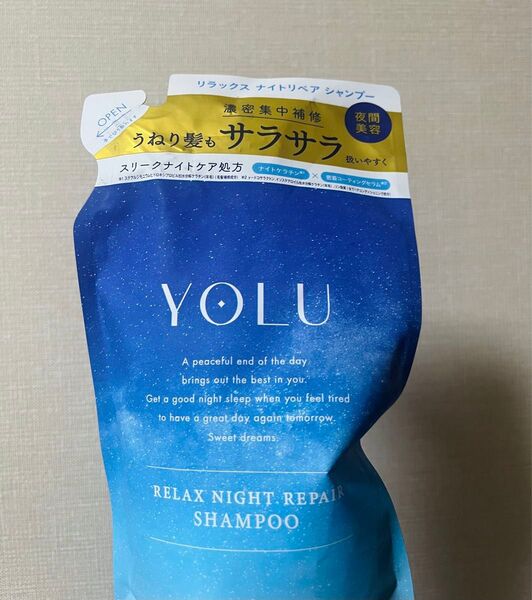 リラックス ナイトリペア シャンプー
OPEN
濃密集中補修
うねり髪も サラサラ 扱いやすく
夜間
美容
スリークナイトケア処方
ナイトケラチン※1 ×
YOLU
A peaceful end of the day
brings out the best in you.
Get a good night sleep when you feel tired
to have a great day again tomorrow.
Sweet dreams.
RELAX NIGHT REPAIR
SHAMPOO